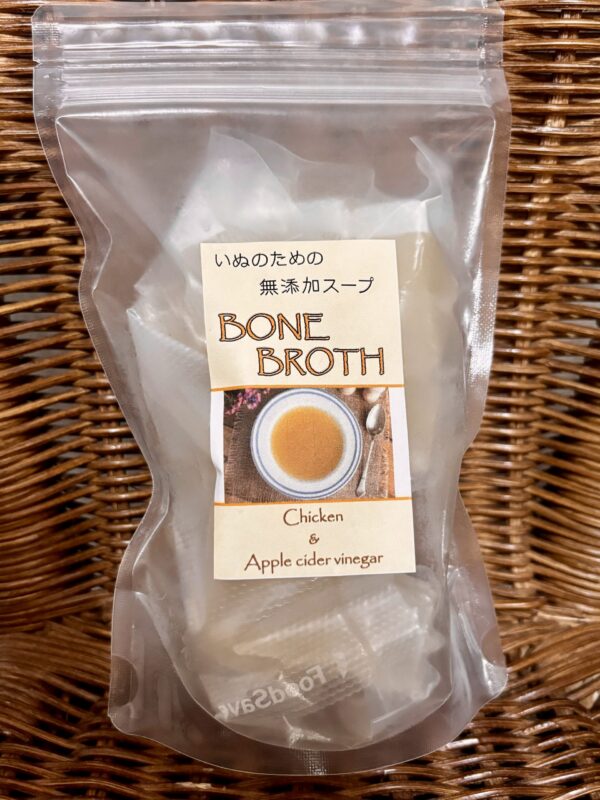 いぬのための
無添加スープ
BONE
BROTH
Chicken
&
Apple cider vinegar